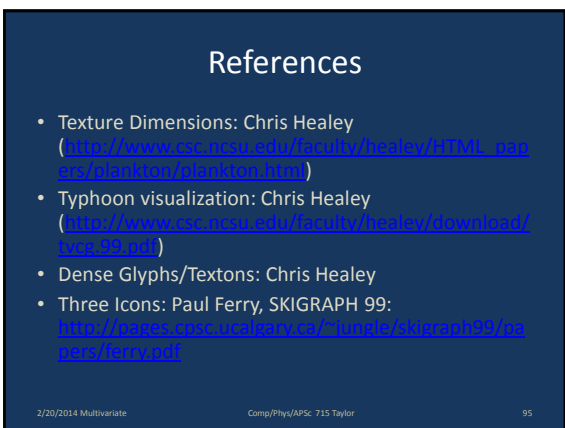 References
• Texture Dimensions: Chris Healey
(http://www.csc.ncsu.edu/faculty/healey/HTML_pap
ers/plankton/plankton.html)
• Typhoon visualization: Chris Healey
(http://www.csc.ncsu.edu/faculty/healey/download/
tvcg.99.pdf)
• Dense Glyphs/Textons: Chris Healey
• Three Icons: Paul Ferry, SKIGRAPH 99:
http://pages.cpsc.ucalgary.ca/~jungle/skigraph99/pa
pers/ferry.pdf
2/20/2014 Multivariate Comp/Phys/APSc 715 Taylor 95